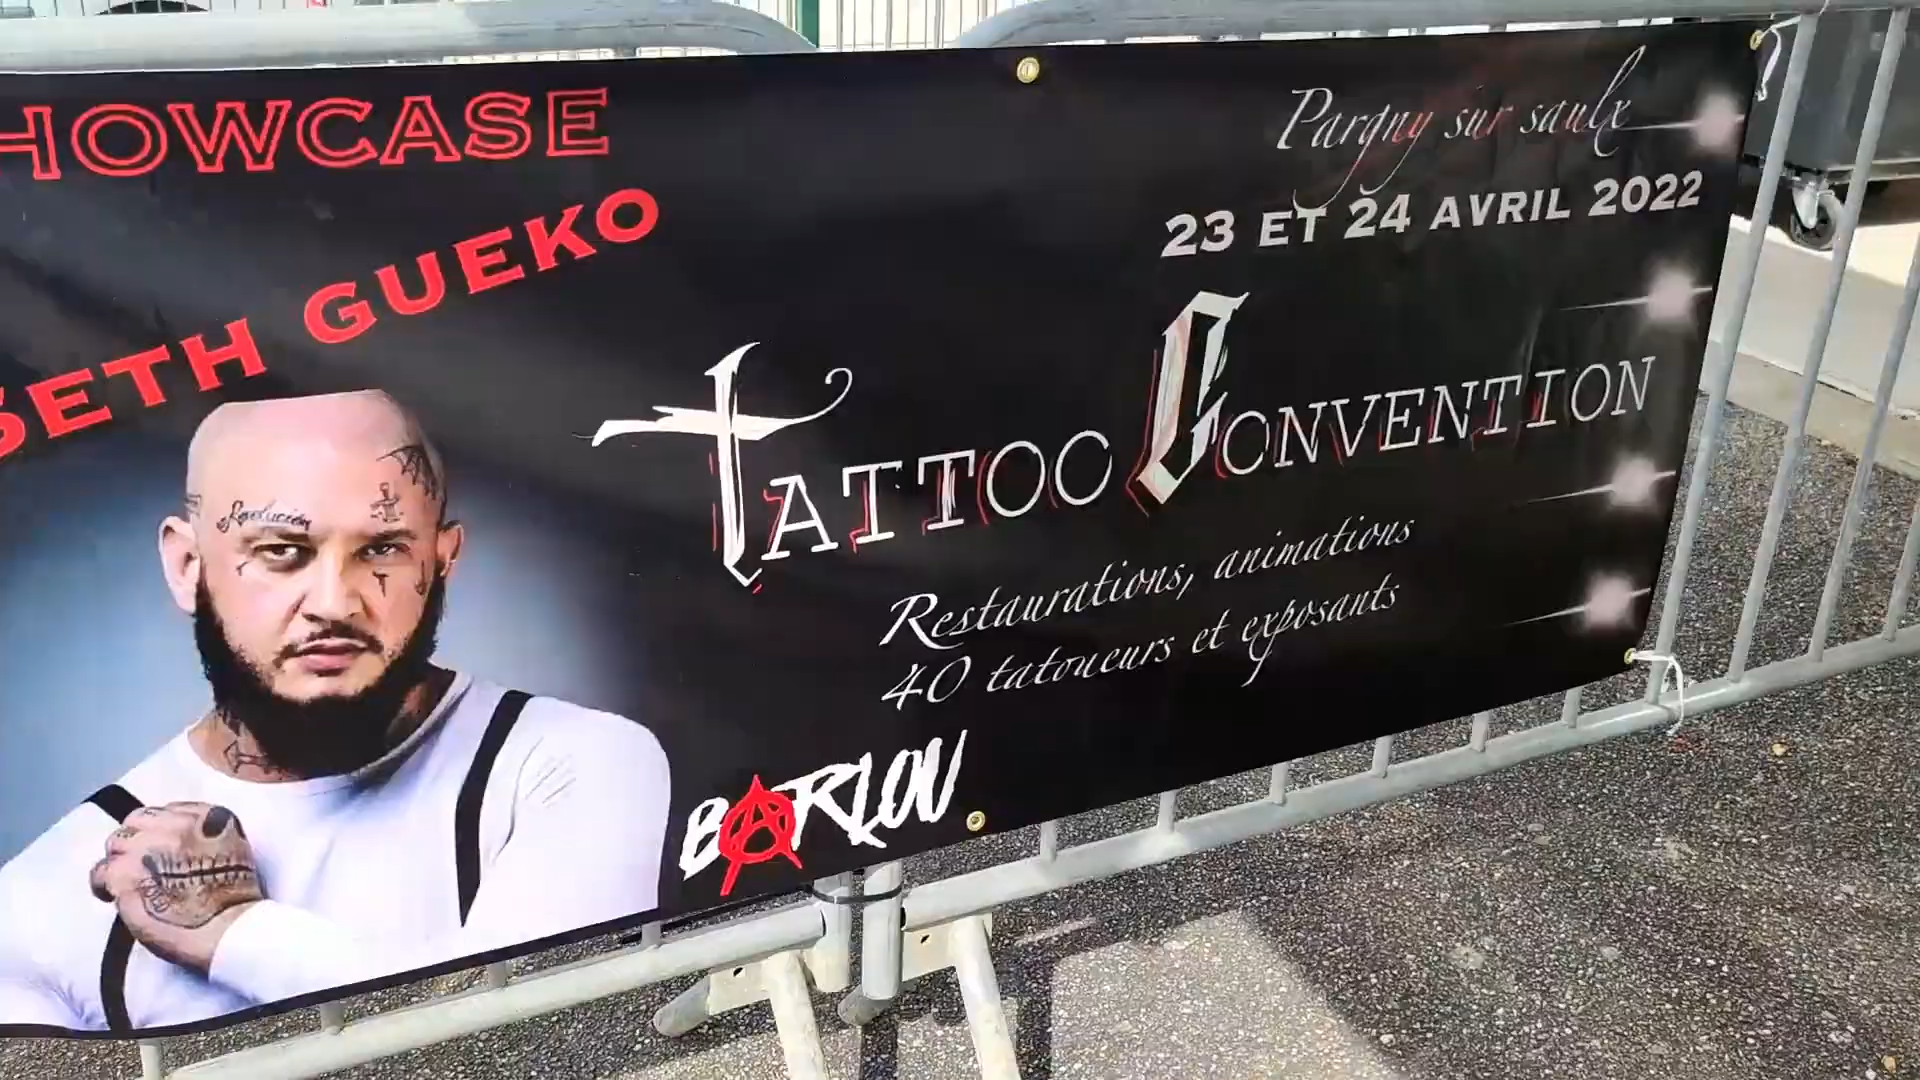 HOWCASE
SETH GUEKO
Pargny sur saulx
23 ET 24 AVRIL 2022
TATTOO CONVENTION
Restaurations, animations
40 tatoueurs et exposants
Revolución
BARLOU